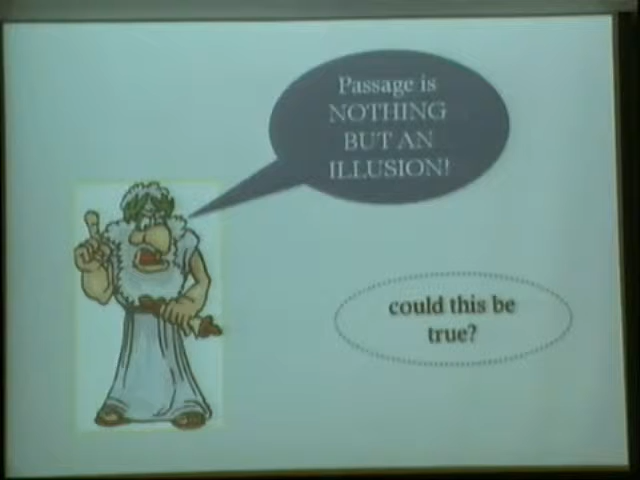 Passage is
NOTHING
BUT AN
ILLUSION!
could this be
true?